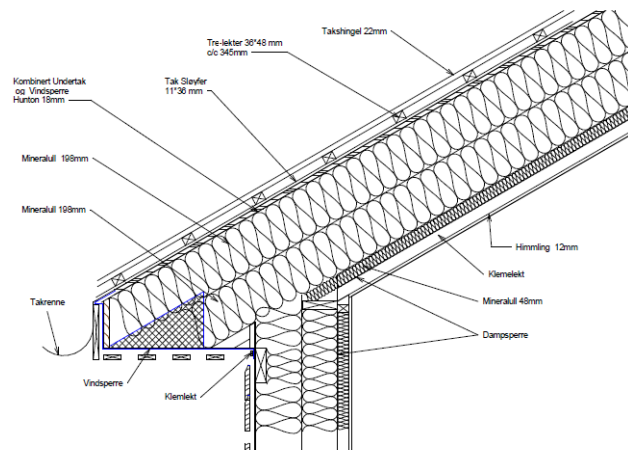 Takshingel 22mm
Tre-lekter 36*48 mm
c/c 345mm
Kombinert Undertak
og Vindsperre
Hunton 18mm
Tak Sløyfer
11*36 mm
Mineralull 198mm
Mineralull 198mm
Himmling 12mm
Klemelekt
Mineralull 48mm
Dampsperre
Takrenne
Vindsperre
Klemlekt